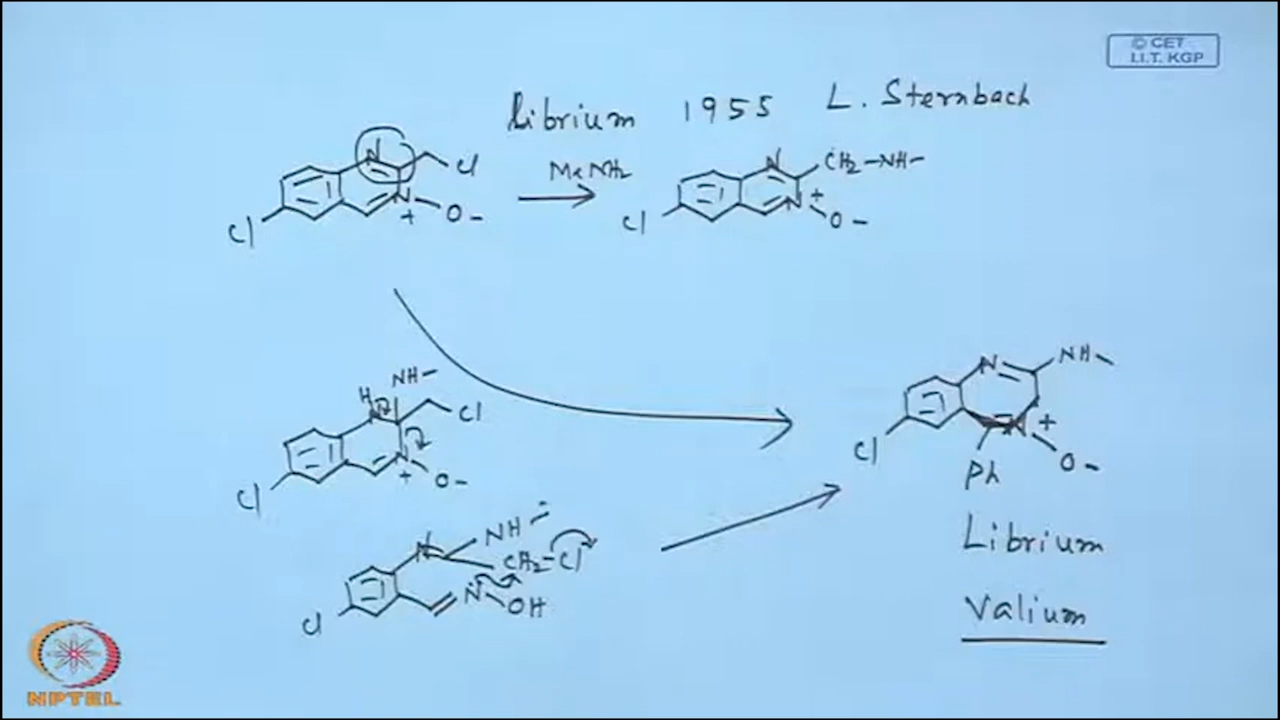 © CET
I.I.T. KGP
Librium 1955 L. Sternbach
N Cl
N + O -
Cl
MeNH2
N CH2-NH-
N + O -
Cl
NH-
H
N Cl
N + O -
Cl
N NH-
N + O -
Cl
Ph
N NH
CH2-Cl
N OH
Cl
Librium
Valium
NPTEL